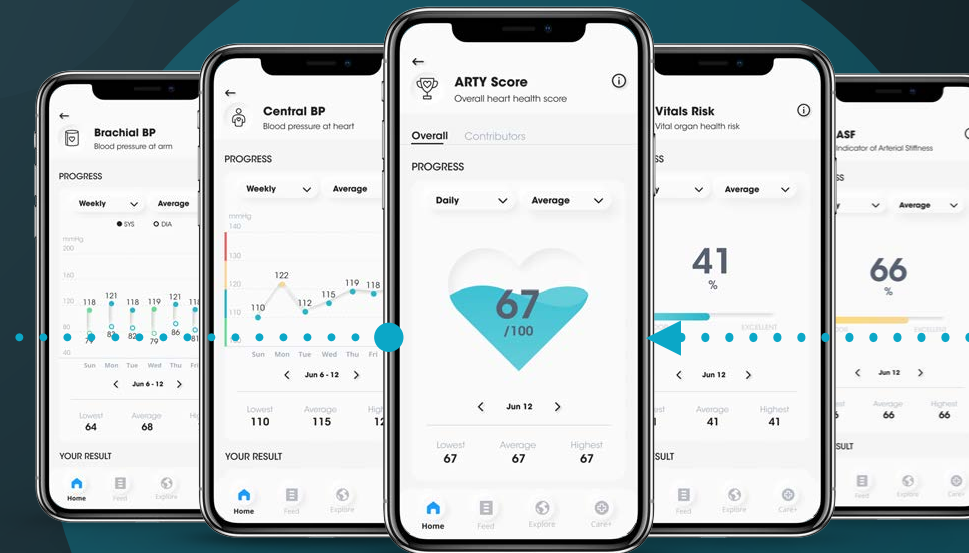 Brachial BP
Blood pressure at arm
PROGRESS
Weekly
Average
SYS
DIA
mmHg
200
160
120
80
40
118
121
118
119
121
79
82
79
86
81
Sun Mon Tue Wed Thu Fri
Jun 6 - 12
Lowest
64
Average
68
YOUR RESULT
Home
Feed
Explore
Central BP
Blood pressure at heart
PROGRESS
Weekly
Average
mmHg
140
130
120
110
110
122
112
115
119
118
Sun Mon Tue Wed Thu Fri
Jun 6 - 12
Lowest
110
Average
115
YOUR RESULT
Home
Feed
Explore
ARTY Score
Overall heart health score
Overall
Contributors
PROGRESS
Daily
Average
67
/100
Jun 12
Lowest
67
Average
67
Highest
67
Home
Feed
Explore
Care+
Vitals Risk
Vital organ health risk
Average
41
%
EXCELLENT
Jun 12
Average
41
Highest
41
Feed
Explore
Care+
ASF
Indicator of Arterial Stiffness
Average
66
%
EXCELLENT
Jun 12
Average
66
Highest
66
Feed
Explore
Care+